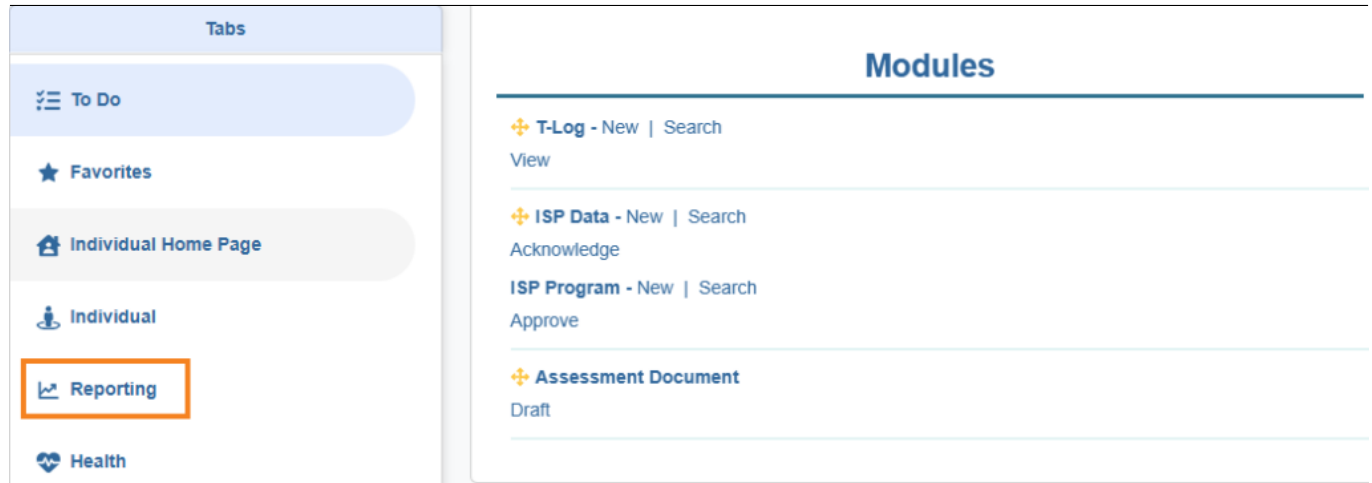 Tabs
To Do
Favorites
Individual Home Page
Individual
Reporting
Health
Modules
T-Log - New | Search
View
ISP Data - New | Search
Acknowledge
ISP Program - New | Search
Approve
Assessment Document
Draft